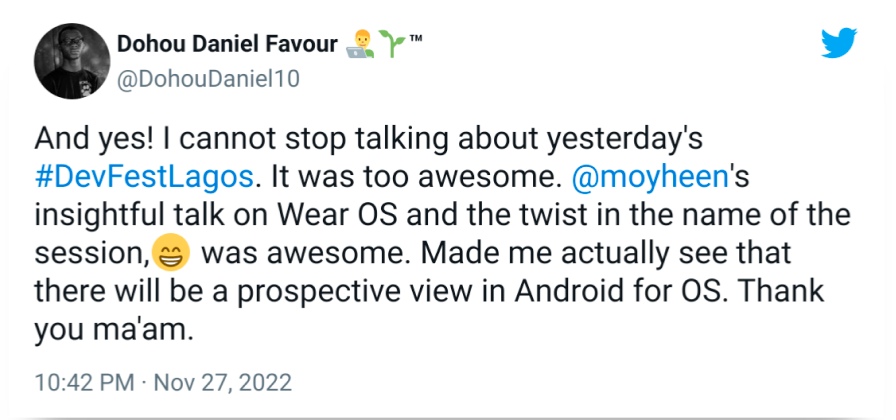 Dohou Daniel Favour 👨‍💻🌱™
@DohouDaniel10
And yes! I cannot stop talking about yesterday's
#DevFestLagos. It was too awesome. @moyheen's
insightful talk on Wear OS and the twist in the name of the
session,😁 was awesome. Made me actually see that
there will be a prospective view in Android for OS. Thank
you ma'am.
10:42 PM · Nov 27, 2022